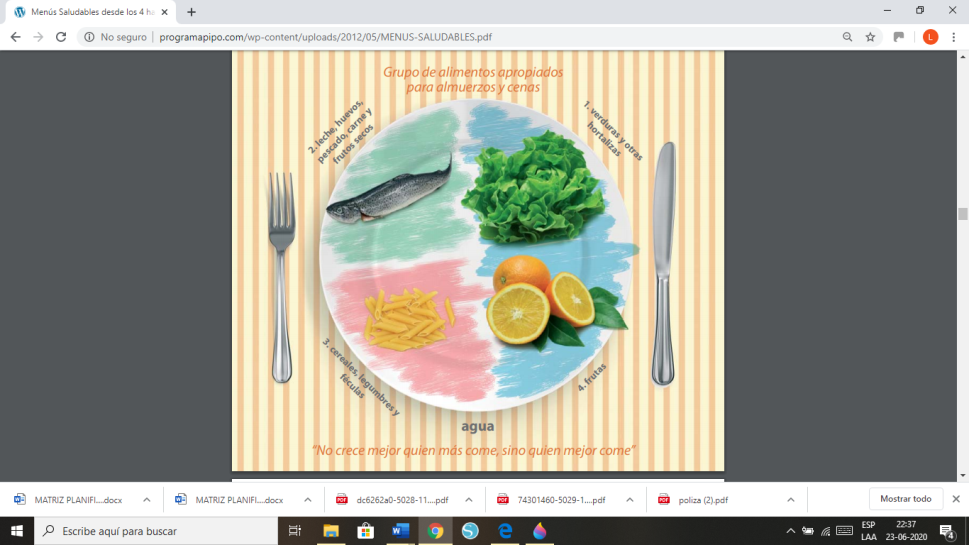 Menús Saludables desde los 4 ha
No seguro | programapipo.com/wp-content/uploads/2012/05/MENUS-SALUDABLES.pdf
L
Grupo de alimentos apropiados
para almuerzos y cenas
2. leche, huevos,
pescado, carne y
frutos secos
1. verduras y otras
hortalizas
3. cereales, legumbres y
féculas
4. frutas
agua
“No crece mejor quien más come, sino quien mejor come”
MATRIZ PLANIFI....docx
MATRIZ PLANIFI....docx
dc6262a0-5028-11....pdf
74301460-5029-1....pdf
poliza (2).pdf
Mostrar todo
Escribe aquí para buscar
ESP
LAA
22:37
23-06-2020
4